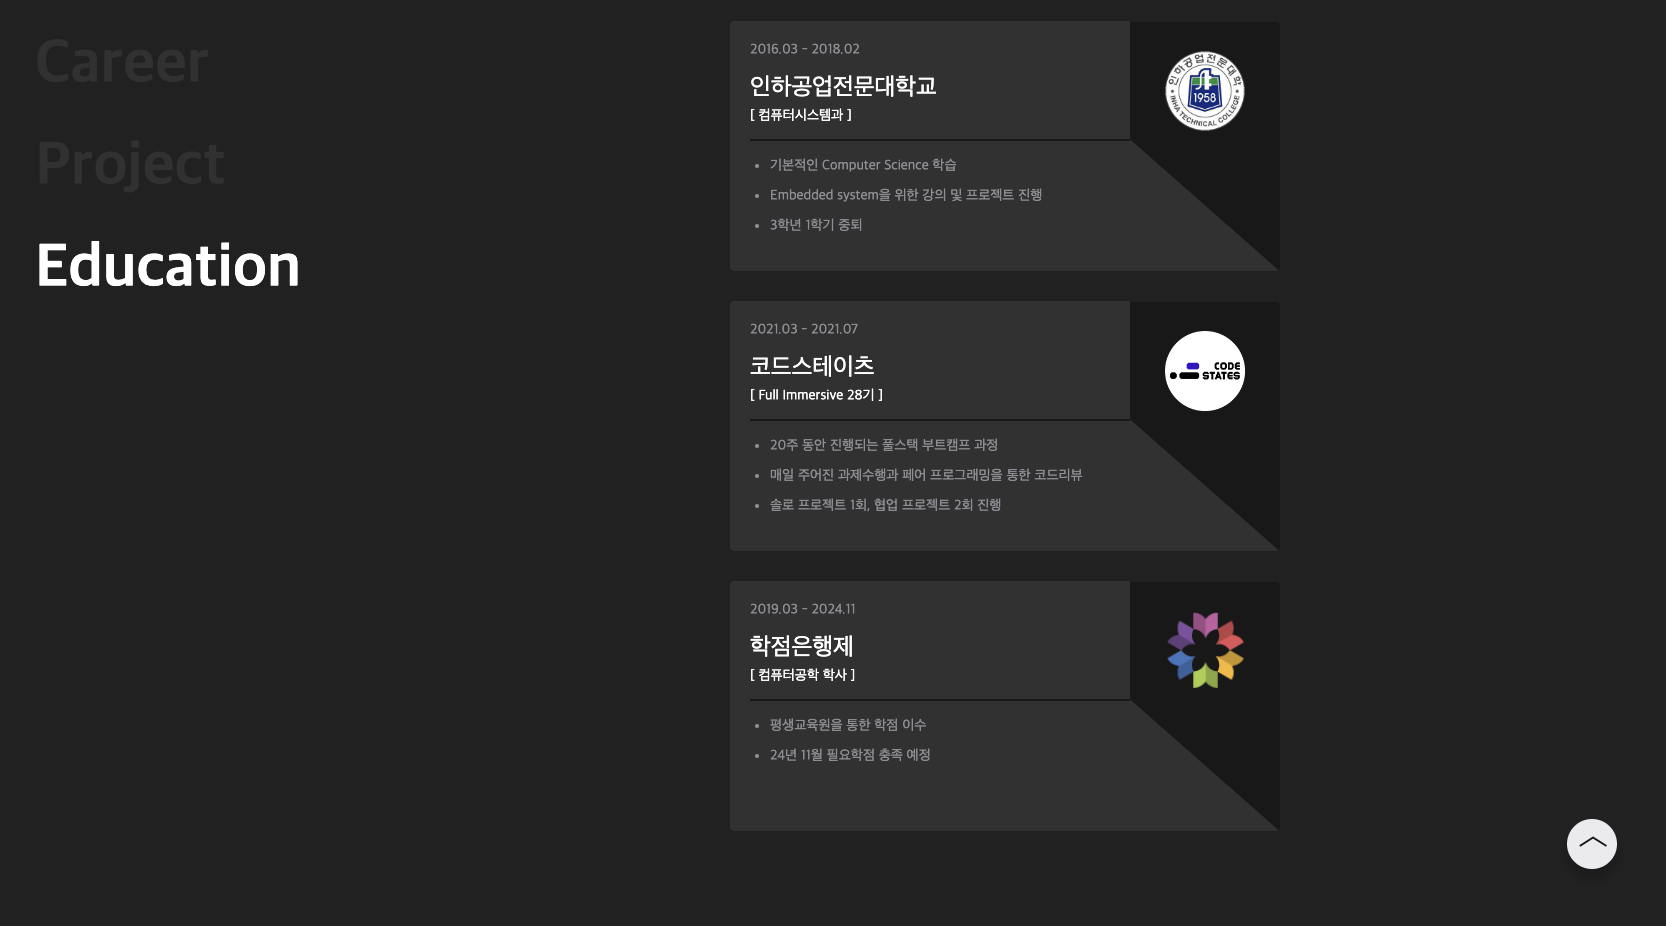 Career
Project
Education
2016.03 - 2018.02
인하공업전문대학교
[ 컴퓨터시스템과 ]
• 기본적인 Computer Science 학습
• Embedded system을 위한 강의 및 프로젝트 진행
• 3학년 1학기 중퇴
인하공업전문대학
1958
INHA TECHNICAL COLLEGE
2021.03 - 2021.07
코드스테이츠
[ Full Immersive 28기 ]
• 20주 동안 진행되는 풀스택 부트캠프 과정
• 매일 주어진 과제수행과 페어 프로그래밍을 통한 코드리뷰
• 솔로 프로젝트 1회, 협업 프로젝트 2회 진행
CODE
STATES
2019.03 - 2024.11
학점은행제
[ 컴퓨터공학 학사 ]
• 평생교육원을 통한 학점 이수
• 24년 11월 필요학점 충족 예정